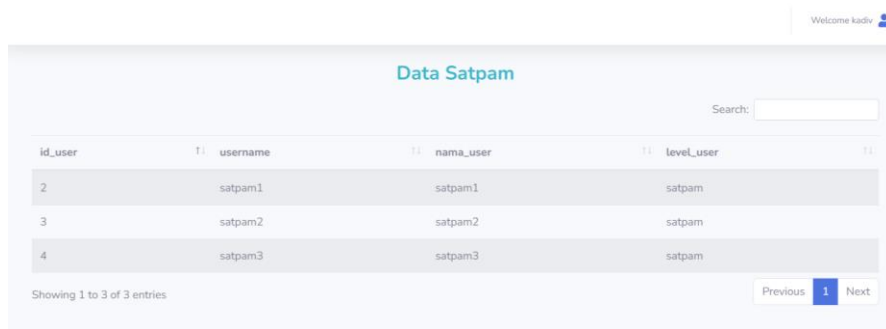 Welcome kadiv
Data Satpam
Search:
id_user username nama_user level_user
2 satpam1 satpam1 satpam
3 satpam2 satpam2 satpam
4 satpam3 satpam3 satpam
Showing 1 to 3 of 3 entries
Previous 1 Next